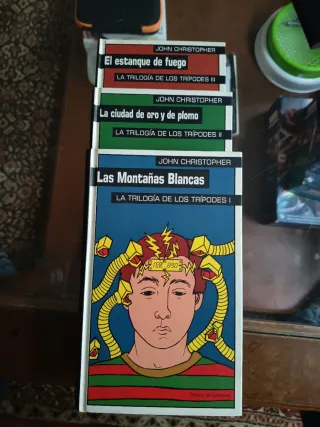 JOHN CHRISTOPHER
El estanque de fuego
LA TRILOGÍA DE LOS TRÍPODES III
JOHN CHRISTOPHER
La ciudad de oro y de plomo
LA TRILOGÍA DE LOS TRÍPODES II
JOHN CHRISTOPHER
Las Montañas Blancas
LA TRILOGÍA DE LOS TRÍPODES I